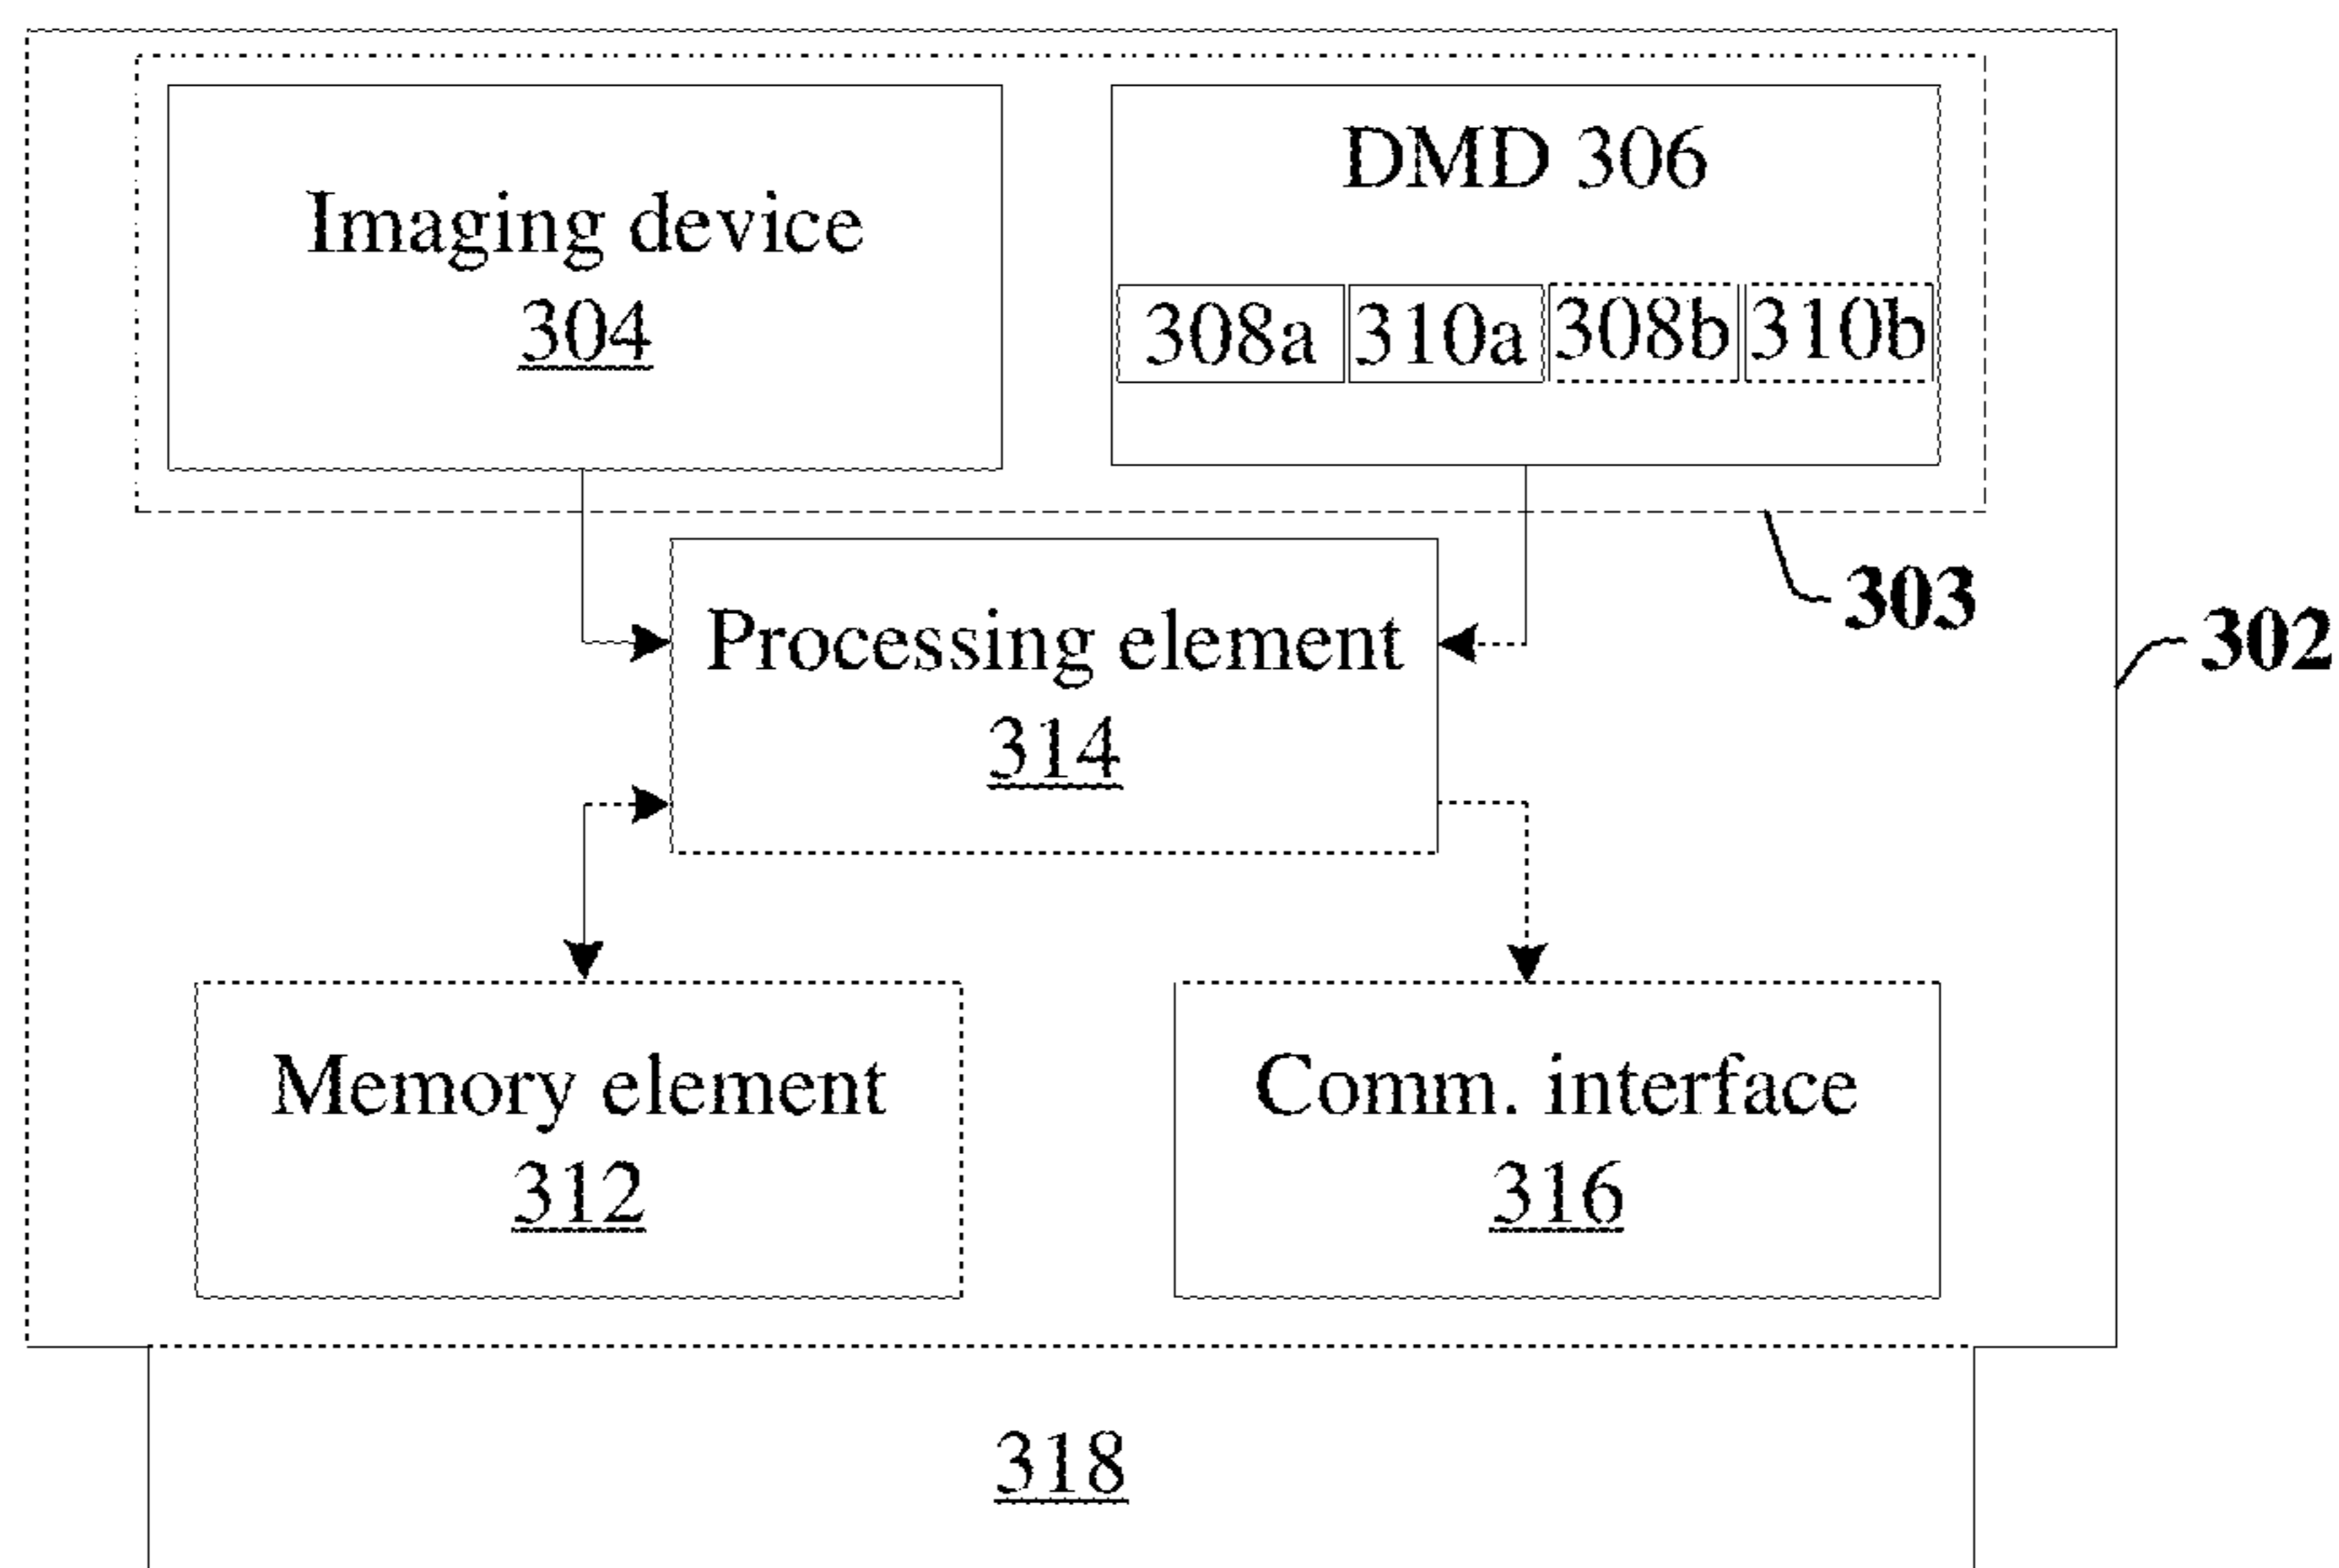 Imaging device
304
DMD 306
308a 310a 308b 310b
Processing element
314
303
302
Memory element
312
Comm. interface
316
318